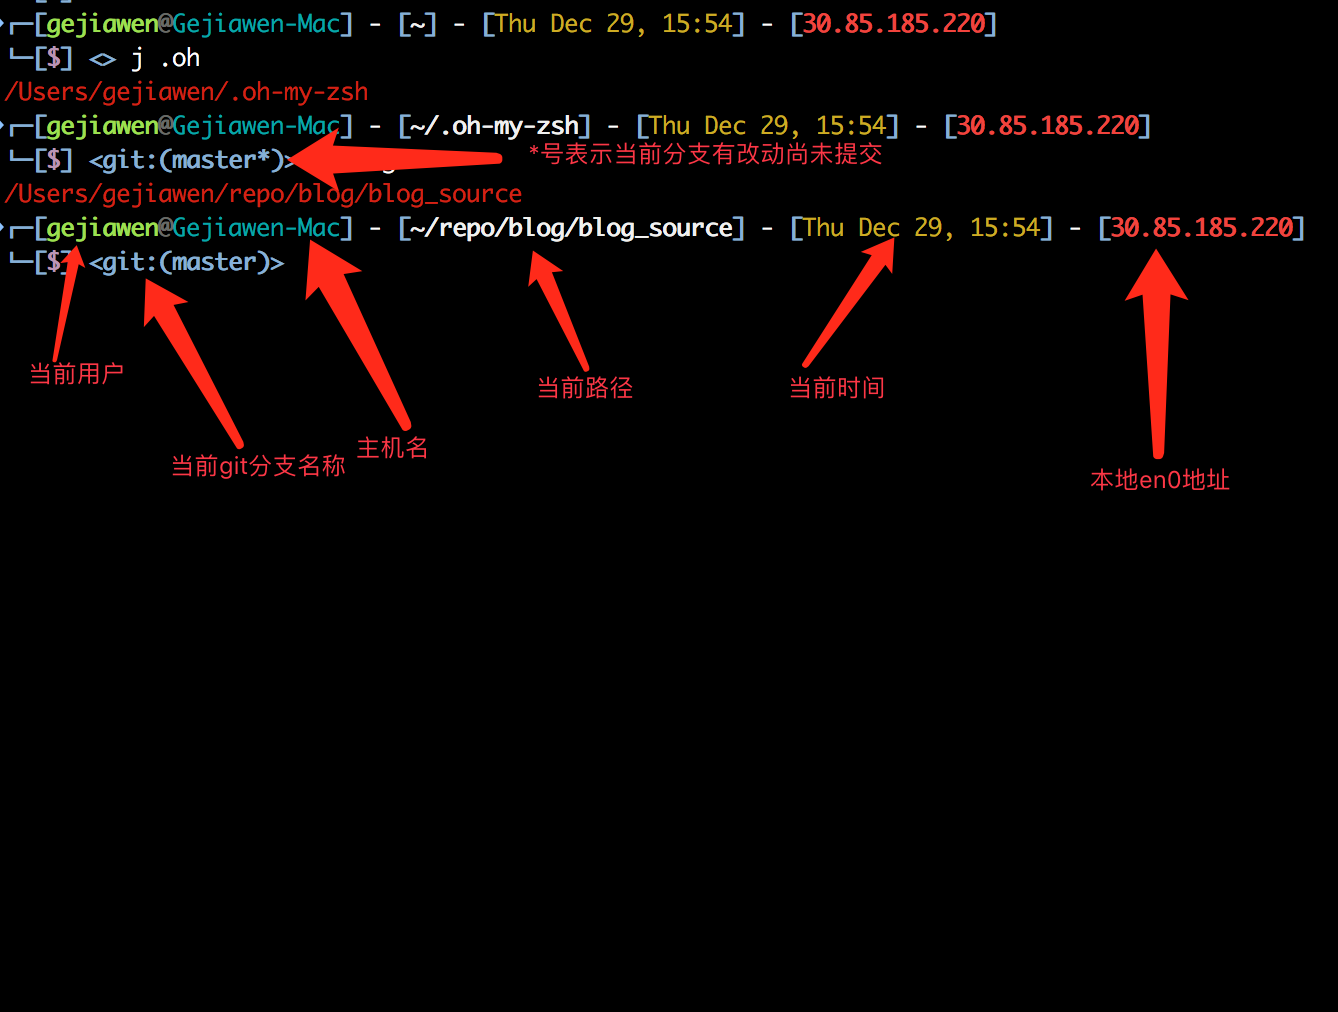 ┌─[gejiawen@Gejiawen-Mac] - [~] - [Thu Dec 29, 15:54] - [30.85.185.220]
└─[$] <> j .oh
/Users/gejiawen/.oh-my-zsh
┌─[gejiawen@Gejiawen-Mac] - [~/.oh-my-zsh] - [Thu Dec 29, 15:54] - [30.85.185.220]
└─[$] <git:(master*)> *号表示当前分支有改动尚未提交
/Users/gejiawen/repo/blog/blog_source
┌─[gejiawen@Gejiawen-Mac] - [~/repo/blog/blog_source] - [Thu Dec 29, 15:54] - [30.85.185.220]
└─[$] <git:(master)>
当前用户
当前路径
当前时间
主机名
当前git分支名称
本地en0地址